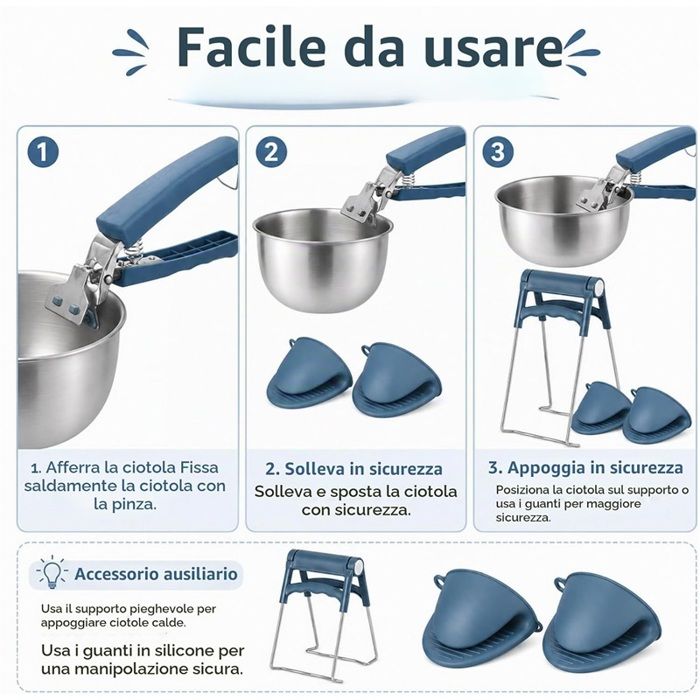 Facile da usare
1
2
3
1. Afferra la ciotola Fissa
saldamente la ciotola con
la pinza.
2. Solleva in sicurezza
Solleva e sposta la ciotola
con sicurezza.
3. Appoggia in sicurezza
Posiziona la ciotola sul supporto o
usa i guanti per maggiore
sicurezza.
Accessorio ausiliario
Usa il supporto pieghevole per
appoggiare ciotole calde.
Usa i guanti in silicone per
una manipolazione sicura.